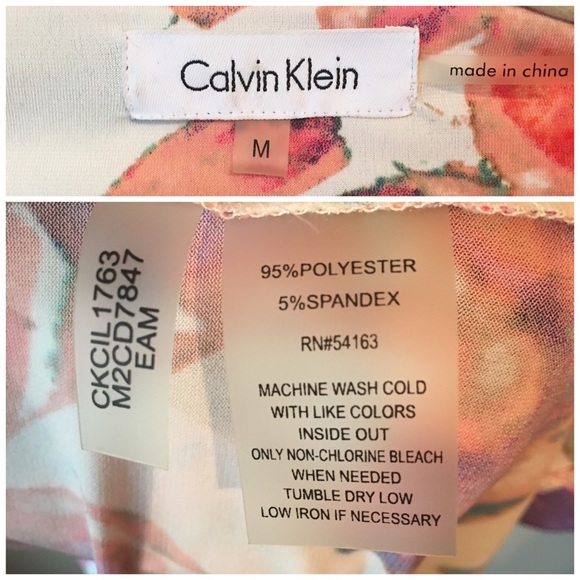 Calvin Klein
made in china
M
CKCIL1763
M2CD7847
EAM
95%POLYESTER
5%SPANDEX
RN#54163
MACHINE WASH COLD
WITH LIKE COLORS
INSIDE OUT
ONLY NON-CHLORINE BLEACH
WHEN NEEDED
TUMBLE DRY LOW
LOW IRON IF NECESSARY